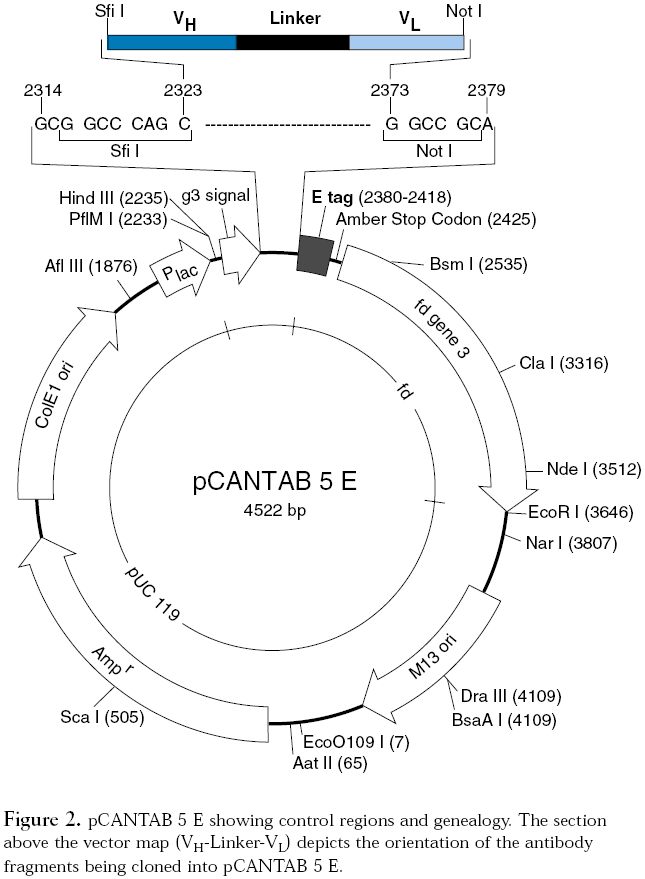 Sfi I VH Linker VL Not I
2314 2323 2373 2379
GCG GCC CAG C G GCC GCA
Sfi I Not I
Hind III (2235) g3 signal E tag (2380-2418)
PflM I (2233) Amber Stop Codon (2425)
Afl III (1876) Plac Bsm I (2535)
fd gene 3
ColE1 ori
fd
Cla I (3316)
pCANTAB 5 E
4522 bp
Nde I (3512)
EcoR I (3646)
Nar I (3807)
pUC 119
Amp r
M13 ori
Sca I (505)
Dra III (4109)
BsaA I (4109)
EcoO109 I (7)
Aat II (65)
Figure 2. pCANTAB 5 E showing control regions and genealogy. The section
above the vector map (VH-Linker-VL) depicts the orientation of the antibody
fragments being cloned into pCANTAB 5 E.